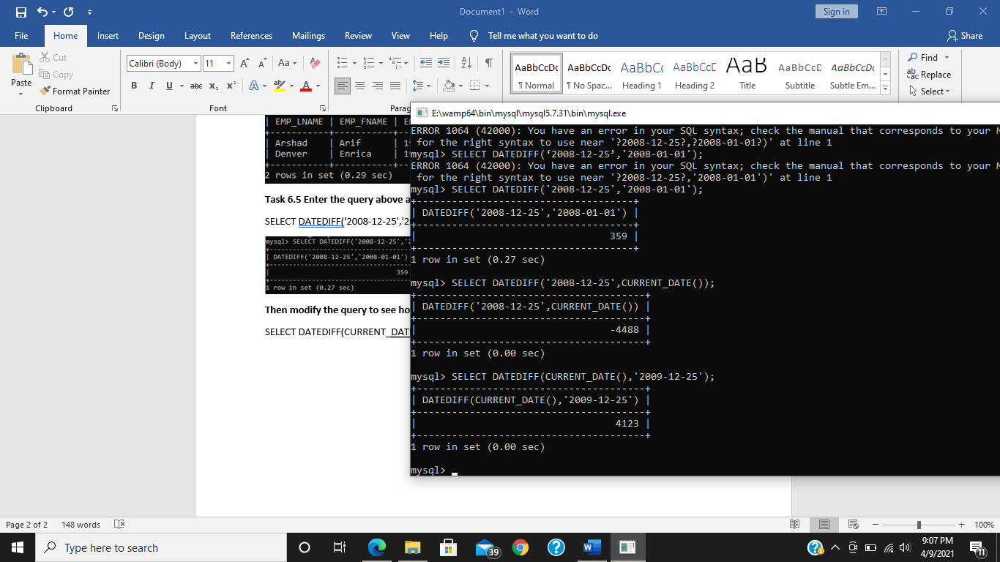 Document1 - Word
Sign in
File Home Insert Design Layout References Mailings Review View Help Tell me what you want to do Share
Paste
Cut
Copy
Format Painter
Clipboard
Calibri (Body) 11
Aa
B I U abc x₂ x² A ab A
Font
Parag
AaBbCcDc ¶ Normal
AaBbCcDc ¶ No Spac...
AaBbCc Heading 1
AaBbCcC Heading 2
AaB Title
AaBbCcD Subtitle
AaBbCcDc Subtle Em...
Find
Replace
Select
| EMP_LNAME | EMP_FNAME | E
+-----------+-----------+--
| Arshad | Arif | 19
| Denver | Enrica | 19
+-----------+-----------+--
2 rows in set (0.29 sec)
Task 6.5 Enter the query above a
SELECT DATEDIFF('2008-12-25','2
mysql> SELECT DATEDIFF('2008-12-25','2
| DATEDIFF('2008-12-25','2008-01-01')
| 359
1 row in set (0.27 sec)
Then modify the query to see ho
SELECT DATEDIFF(CURRENT_DAT
E:\wamp64\bin\mysql\mysql5.7.31\bin\mysql.exe
ERROR 1064 (42000): You have an error in your SQL syntax; check the manual that corresponds to your M
for the right syntax to use near '?2008-12-25?,?2008-01-01?)' at line 1
mysql> SELECT DATEDIFF(‘2008-12-25’,'2008-01-01');
ERROR 1064 (42000): You have an error in your SQL syntax; check the manual that corresponds to your M
for the right syntax to use near '?2008-12-25?,'2008-01-01')' at line 1
mysql> SELECT DATEDIFF('2008-12-25','2008-01-01');
+-------------------------------------+
| DATEDIFF('2008-12-25','2008-01-01') |
+-------------------------------------+
| 359 |
+-------------------------------------+
1 row in set (0.27 sec)
mysql> SELECT DATEDIFF('2008-12-25',CURRENT_DATE());
+---------------------------------------+
| DATEDIFF('2008-12-25',CURRENT_DATE()) |
+---------------------------------------+
| -4488 |
+---------------------------------------+
1 row in set (0.00 sec)
mysql> SELECT DATEDIFF(CURRENT_DATE(),'2009-12-25');
+---------------------------------------+
| DATEDIFF(CURRENT_DATE(),'2009-12-25') |
+---------------------------------------+
| 4123 |
+---------------------------------------+
1 row in set (0.00 sec)
mysql>
Page 2 of 2 148 words
100%
Type here to search
39
9:07 PM
4/9/2021
11